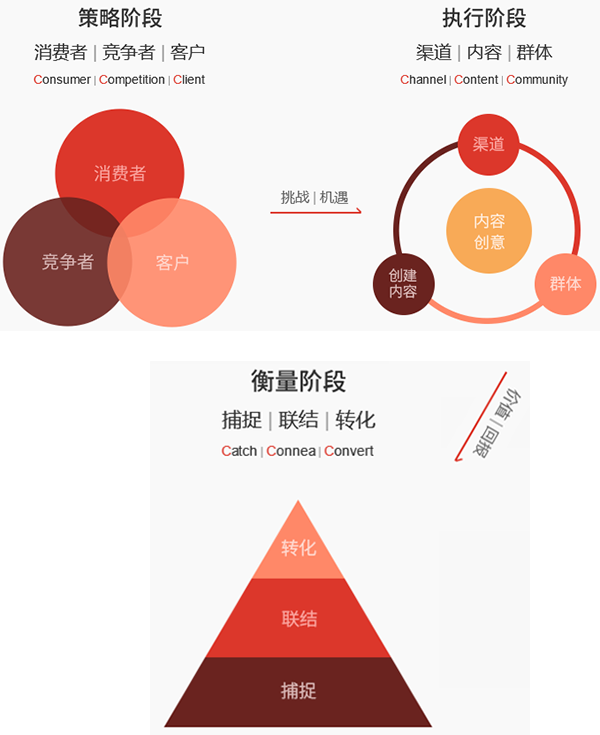 策略阶段
消费者 | 竞争者 | 客户
Consumer | Competition | Client
消费者
竞争者
客户
挑战 | 机遇
执行阶段
渠道 | 内容 | 群体
Channel | Content | Community
渠道
内容
创意
创建
内容
群体
价值 | 回报
衡量阶段
捕捉 | 联结 | 转化
Catch | Connea | Convert
转化
联结
捕捉